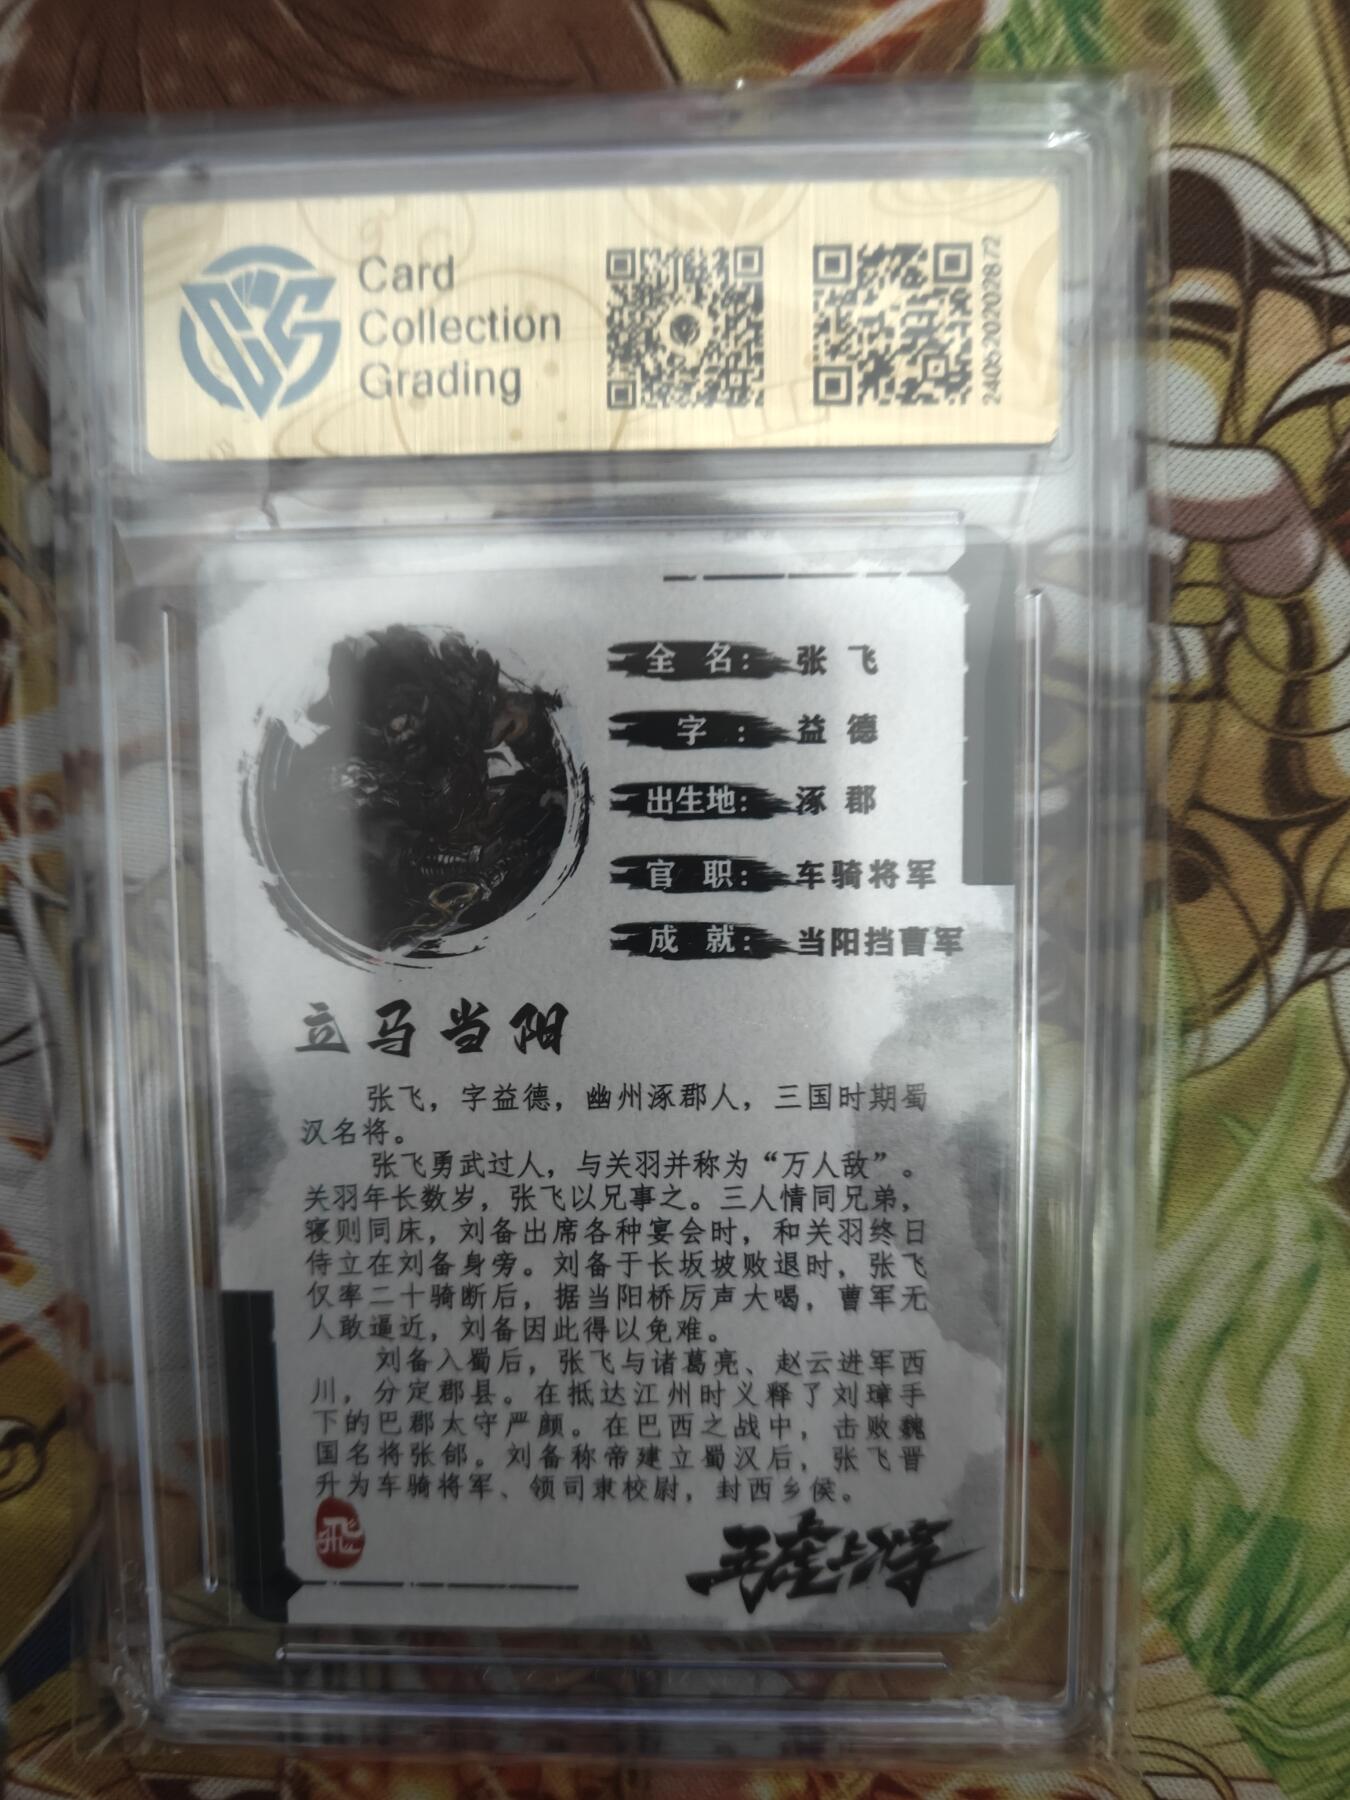 Card
Collection
Grading
2406202028​72
全名：张飞
字：益德
出生地：涿郡
官职：车骑将军
成就：当阳挡曹军
立马当阳
张飞，字益德，幽州涿郡人，三国时期蜀
汉名将。
张飞勇武过人，与关羽并称为“万人敌”。
关羽年长数岁，张飞以兄事之。三人情同兄弟，
寝则同床，刘备出席各种宴会时，和关羽终日
侍立在刘备身旁。刘备于长坂坡败退时，张飞
仅率二十骑断后，据当阳桥厉声大喝，曹军无
人敢逼近，刘备因此得以免难。
刘备入蜀后，张飞与诸葛亮、赵云进军西
川，分定郡县。在抵达江州时义释了刘璋手
下的巴郡太守严颜。在巴西之战中，击败魏
国名将张郃。刘备称帝建立蜀汉后，张飞晋
升为车骑将军、领司隶校尉，封西乡侯。
飛